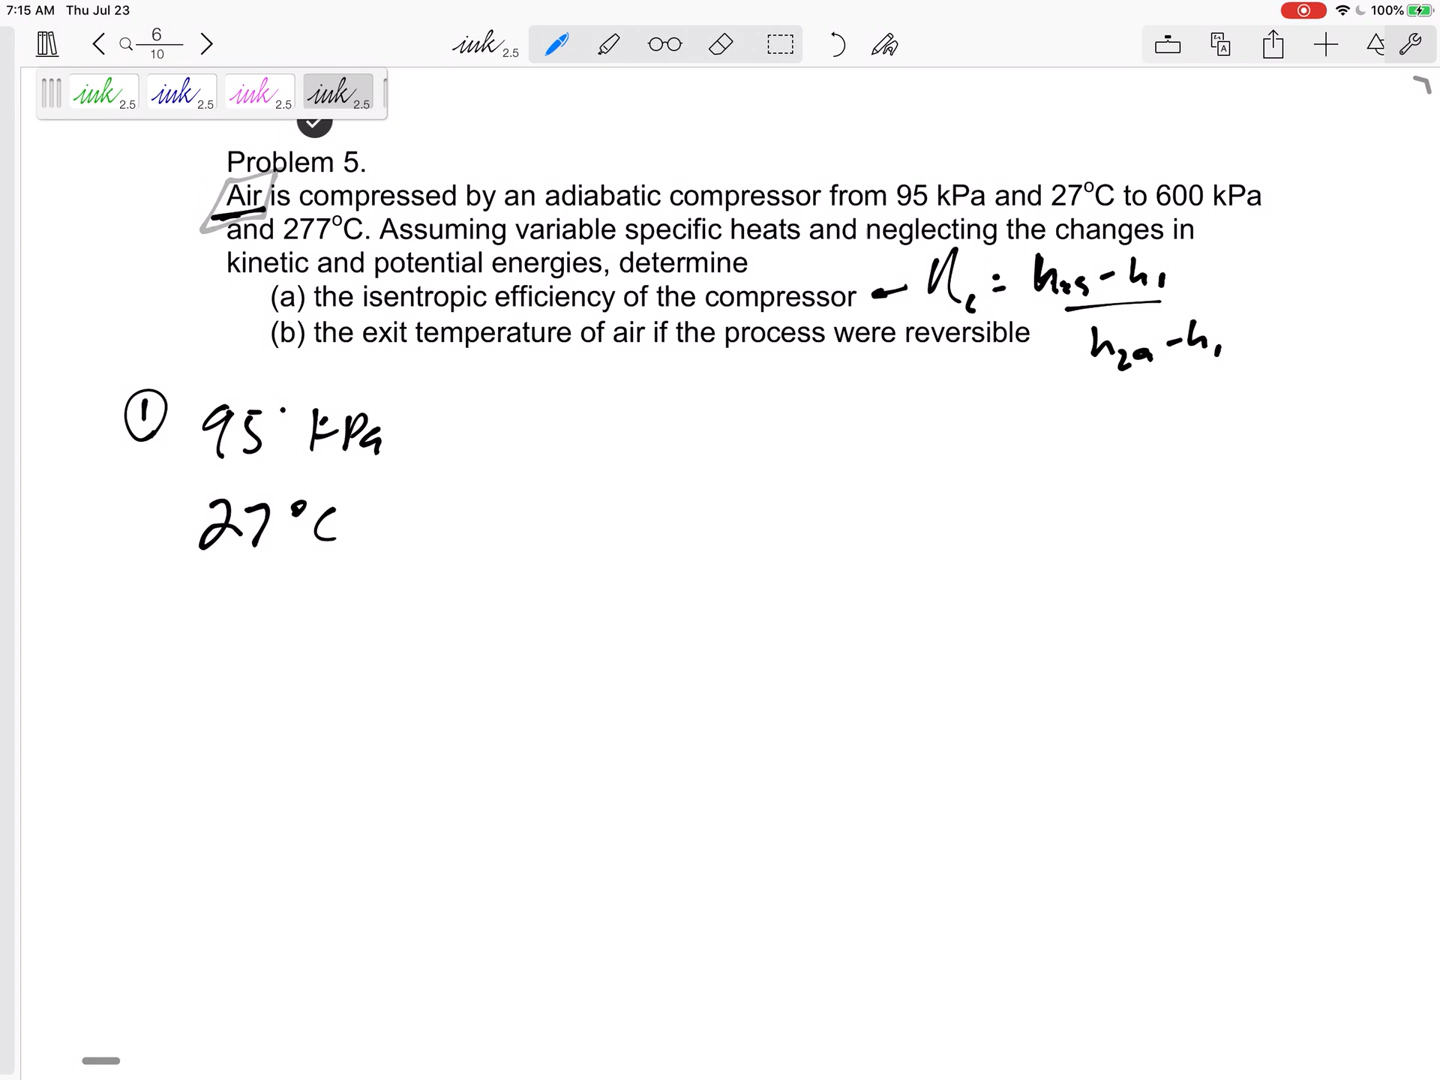 7:15 AM Thu Jul 23
100%
6
10
ink 2.5
A
ink 2.5 ink 2.5 ink 2.5 ink 2.5
Problem 5.
Air is compressed by an adiabatic compressor from 95 kPa and 27°C to 600 kPa
and 277°C. Assuming variable specific heats and neglecting the changes in
kinetic and potential energies, determine
(a) the isentropic efficiency of the compressor - ηc = h2s - h1
h2a - h1
(b) the exit temperature of air if the process were reversible
① 95 kPa
27°C